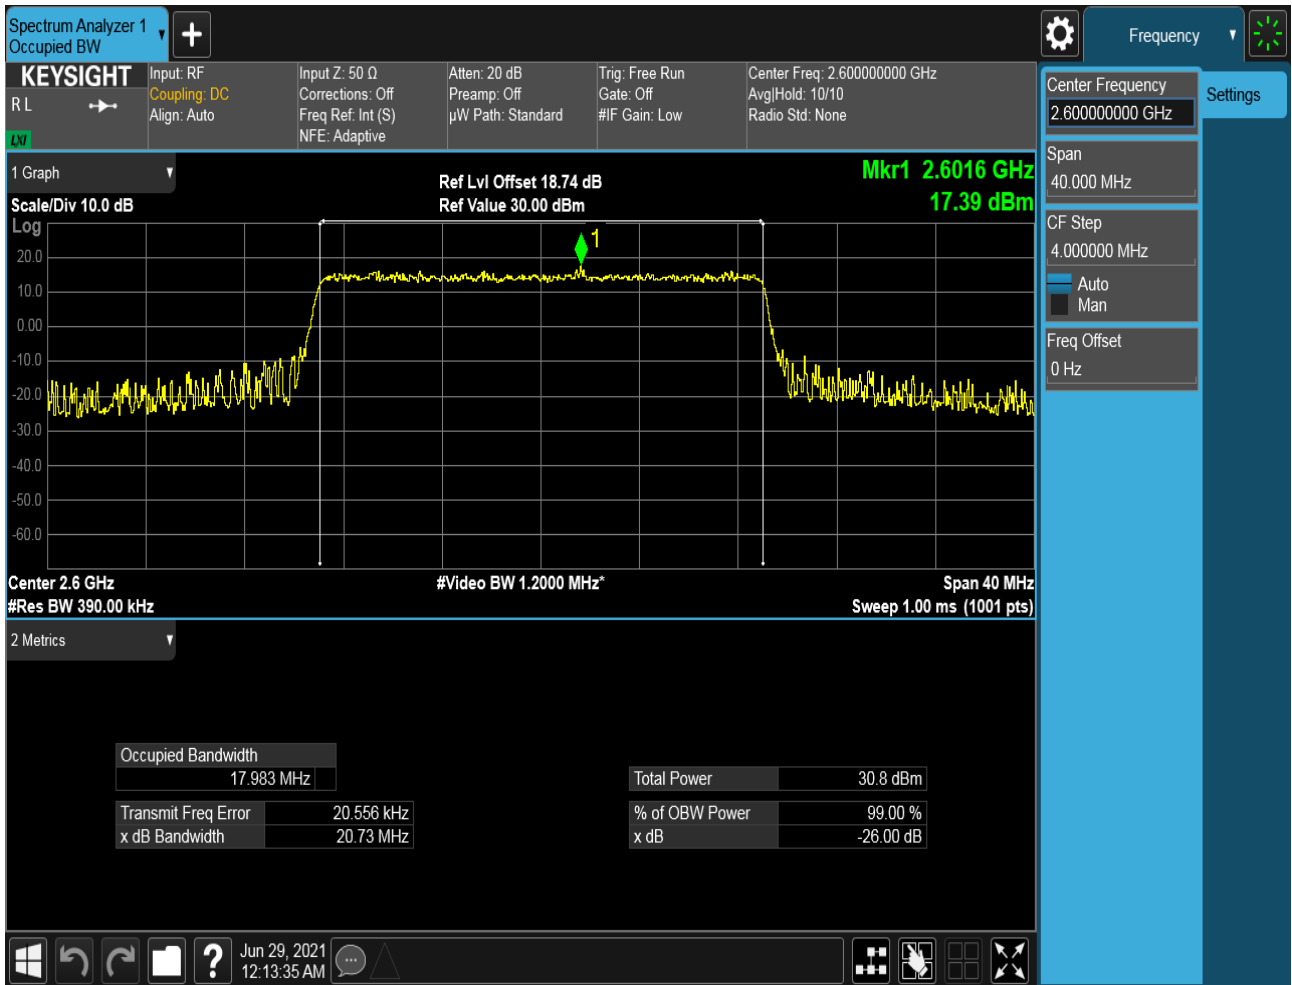 Spectrum Analyzer 1
Occupied BW
+
Frequency
KEYSIGHT
R L
LXI
Input: RF
Coupling: DC
Align: Auto
Input Z: 50 Ω
Corrections: Off
Freq Ref: Int (S)
NFE: Adaptive
Atten: 20 dB
Preamp: Off
µW Path: Standard
Trig: Free Run
Gate: Off
#IF Gain: Low
Center Freq: 2.600000000 GHz
Avg|Hold: 10/10
Radio Std: None
Center Frequency
2.600000000 GHz
Settings
Span
40.000 MHz
CF Step
4.000000 MHz
Auto
Man
Freq Offset
0 Hz
1 Graph
Scale/Div 10.0 dB
Ref Lvl Offset 18.74 dB
Ref Value 30.00 dBm
Mkr1 2.6016 GHz
17.39 dBm
Log
1
20.0
10.0
0.00
-10.0
-20.0
-30.0
-40.0
-50.0
-60.0
Center 2.6 GHz
#Video BW 1.2000 MHz*
Span 40 MHz
#Res BW 390.00 kHz
Sweep 1.00 ms (1001 pts)
2 Metrics
Occupied Bandwidth
17.983 MHz
Transmit Freq Error 20.556 kHz
x dB Bandwidth 20.73 MHz
Total Power 30.8 dBm
% of OBW Power 99.00 %
x dB -26.00 dB
?
Jun 29, 2021
12:13:35 AM